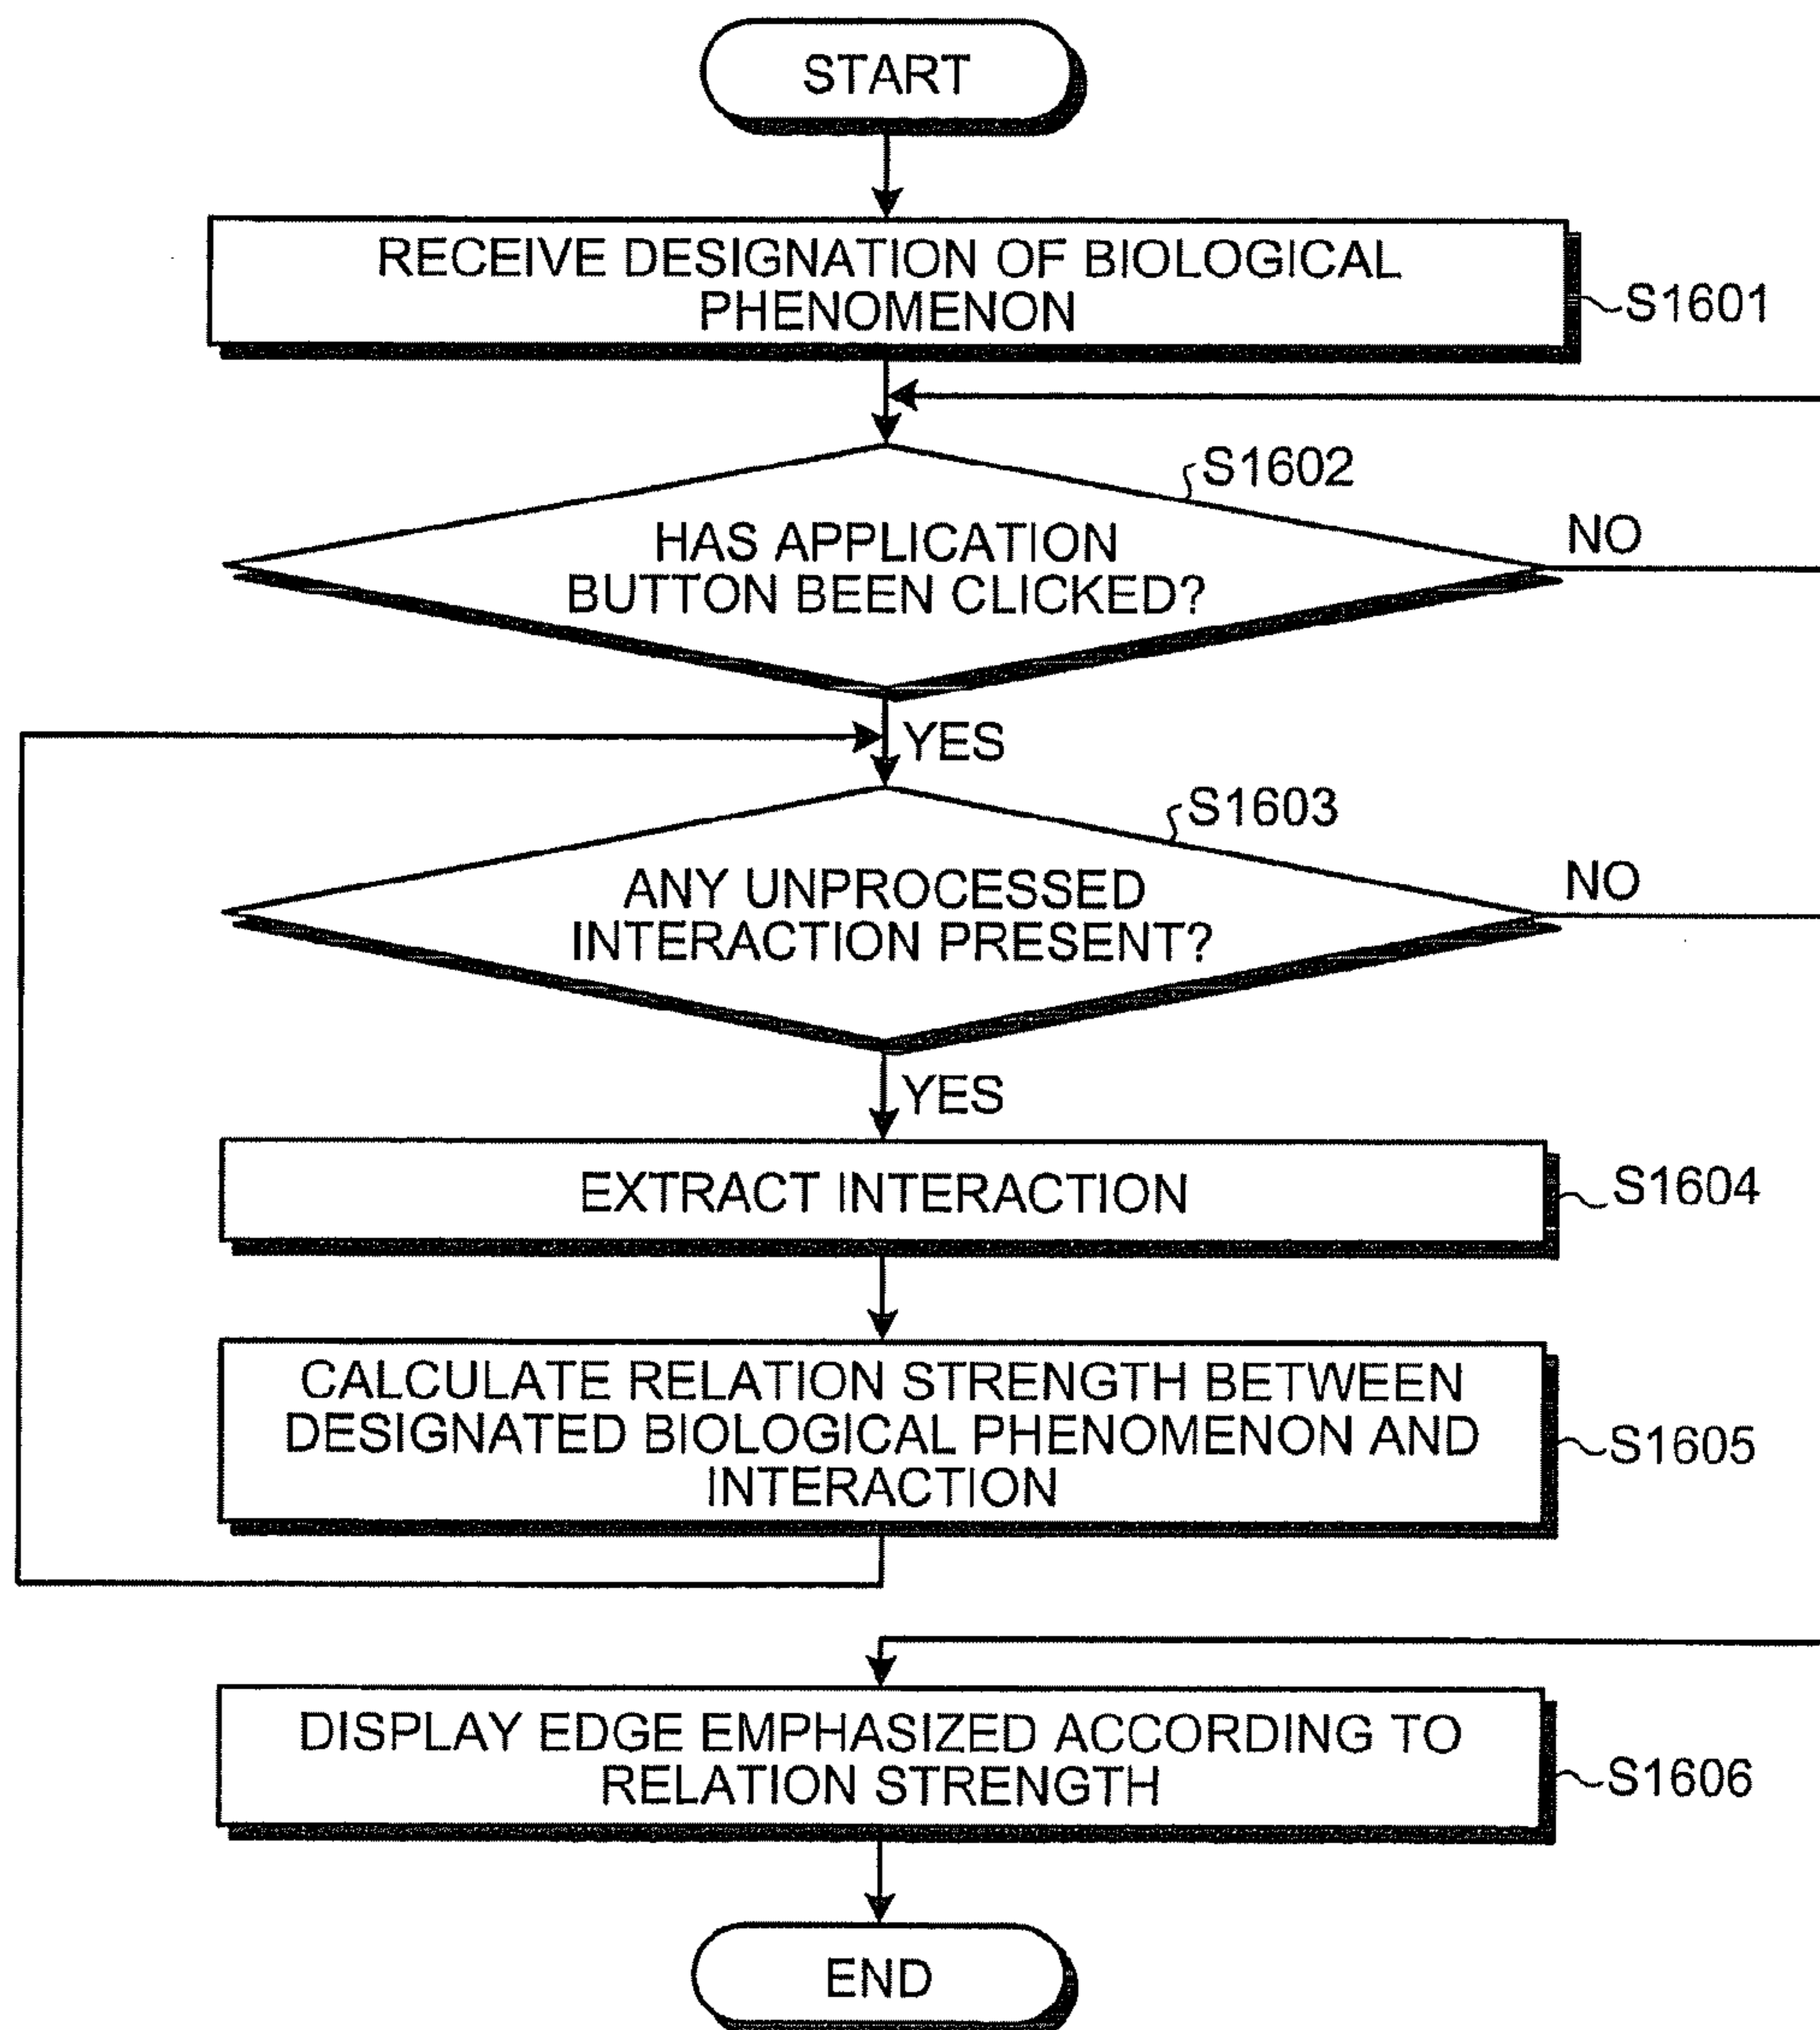 START
RECEIVE DESIGNATION OF BIOLOGICAL
PHENOMENON
S1601
S1602
HAS APPLICATION
BUTTON BEEN CLICKED?
NO
YES
S1603
ANY UNPROCESSED
INTERACTION PRESENT?
NO
YES
EXTRACT INTERACTION
S1604
CALCULATE RELATION STRENGTH BETWEEN
DESIGNATED BIOLOGICAL PHENOMENON AND
INTERACTION
S1605
DISPLAY EDGE EMPHASIZED ACCORDING TO
RELATION STRENGTH
S1606
END